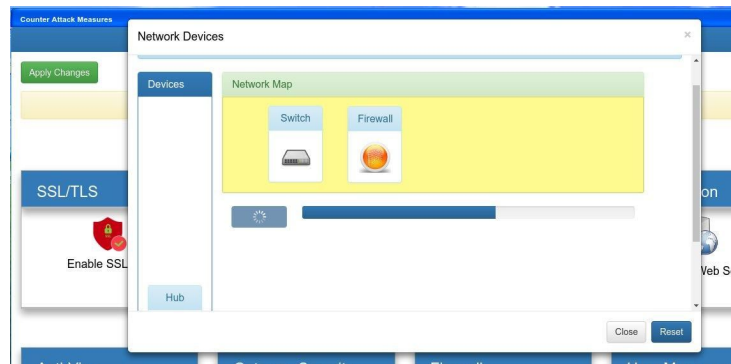 Counter Attack Measures
Network Devices
×
Apply Changes
Devices
Network Map
Switch
Firewall
SSL/TLS
on
Enable SSL
Web S
Hub
Close
Reset